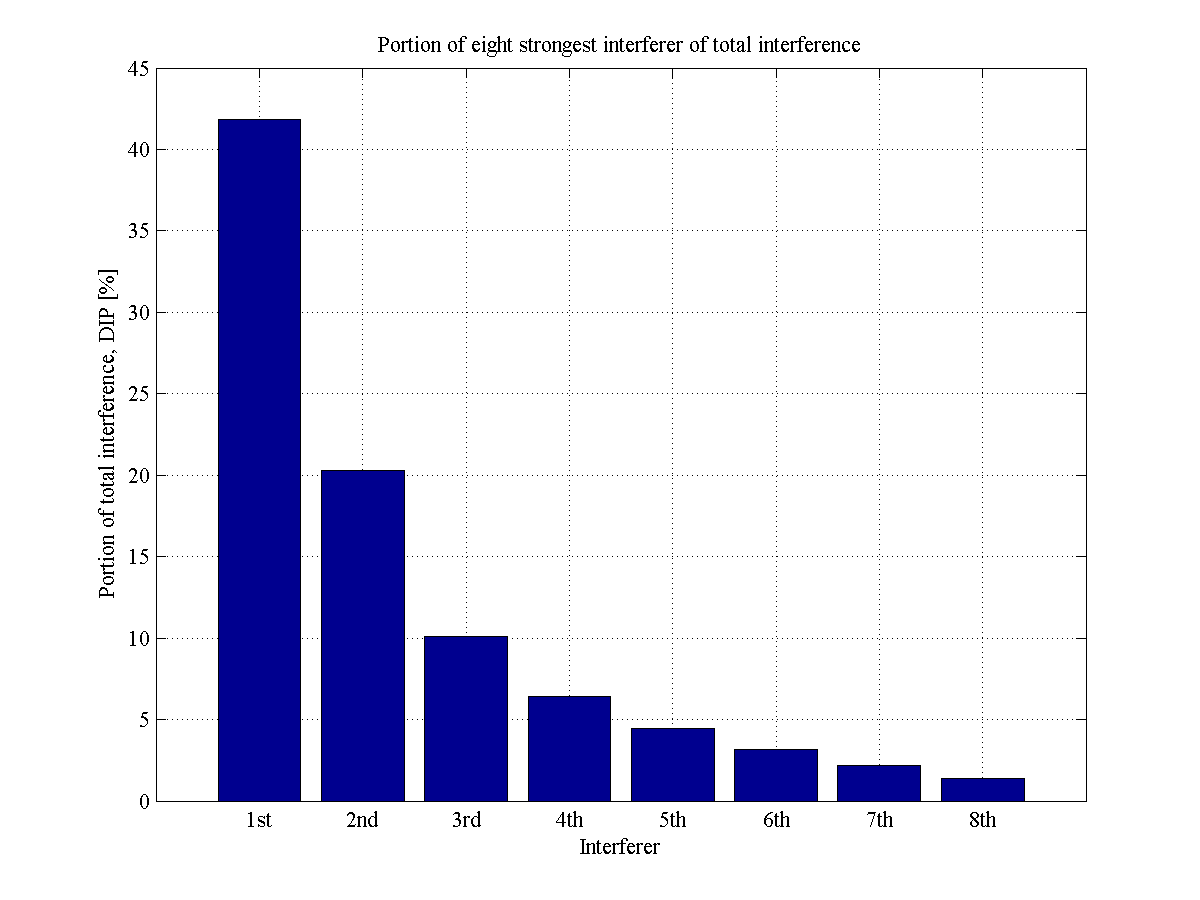 Portion of eight strongest interferer of total interference
45
40
35
30
25
20
15
10
5
0
Portion of total interference, DIP [%]
1st 2nd 3rd 4th 5th 6th 7th 8th
Interferer